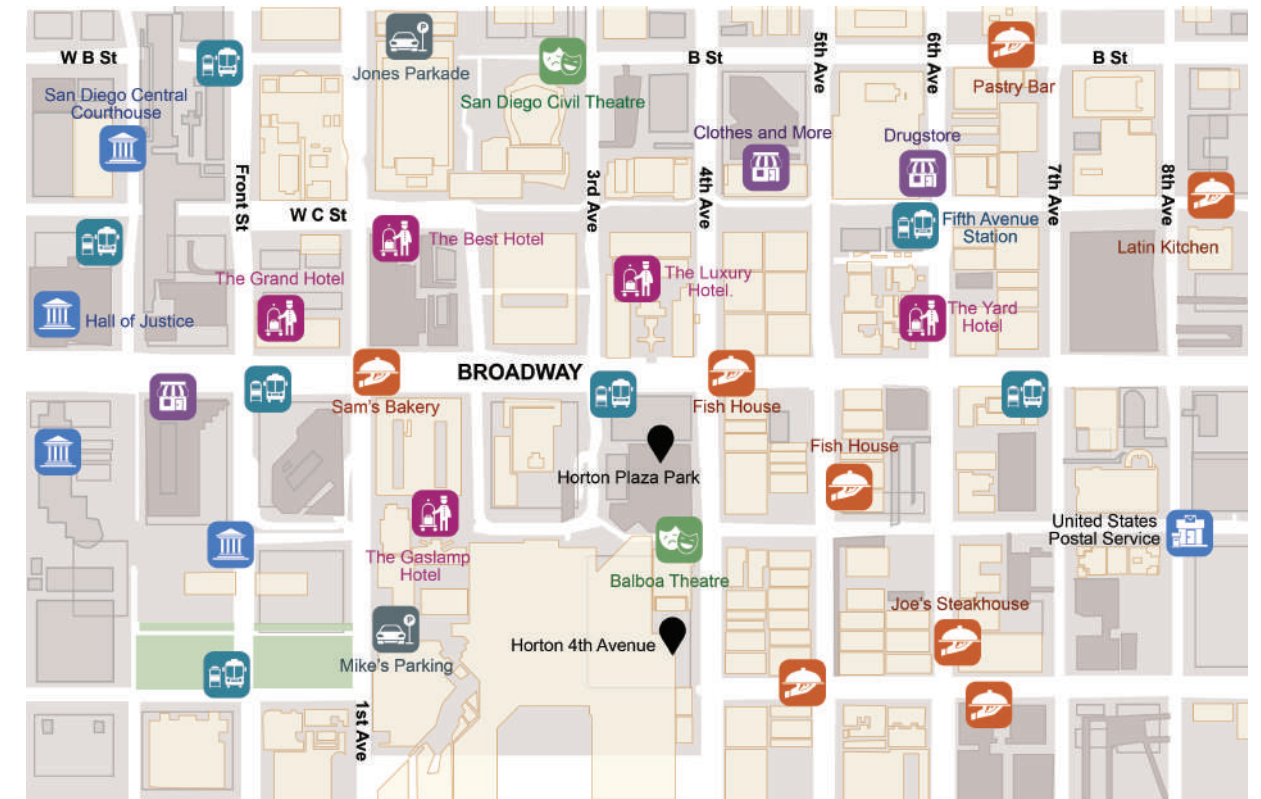 W B St
B St
5th Ave
6th Ave
B St
Jones Parkade
San Diego Civil Theatre
Pastry Bar
San Diego Central
Courthouse
Clothes and More
Drugstore
Front St
3rd Ave
4th Ave
7th Ave
8th Ave
W C St
The Best Hotel
Fifth Avenue
Station
Latin Kitchen
The Grand Hotel
The Luxury
Hotel.
Hall of Justice
The Yard
Hotel
BROADWAY
Sam's Bakery
Fish House
Fish House
Horton Plaza Park
The Gaslamp
Hotel
United States
Postal Service
Balboa Theatre
Joe's Steakhouse
Horton 4th Avenue
P
Mike's Parking
P
1st Ave